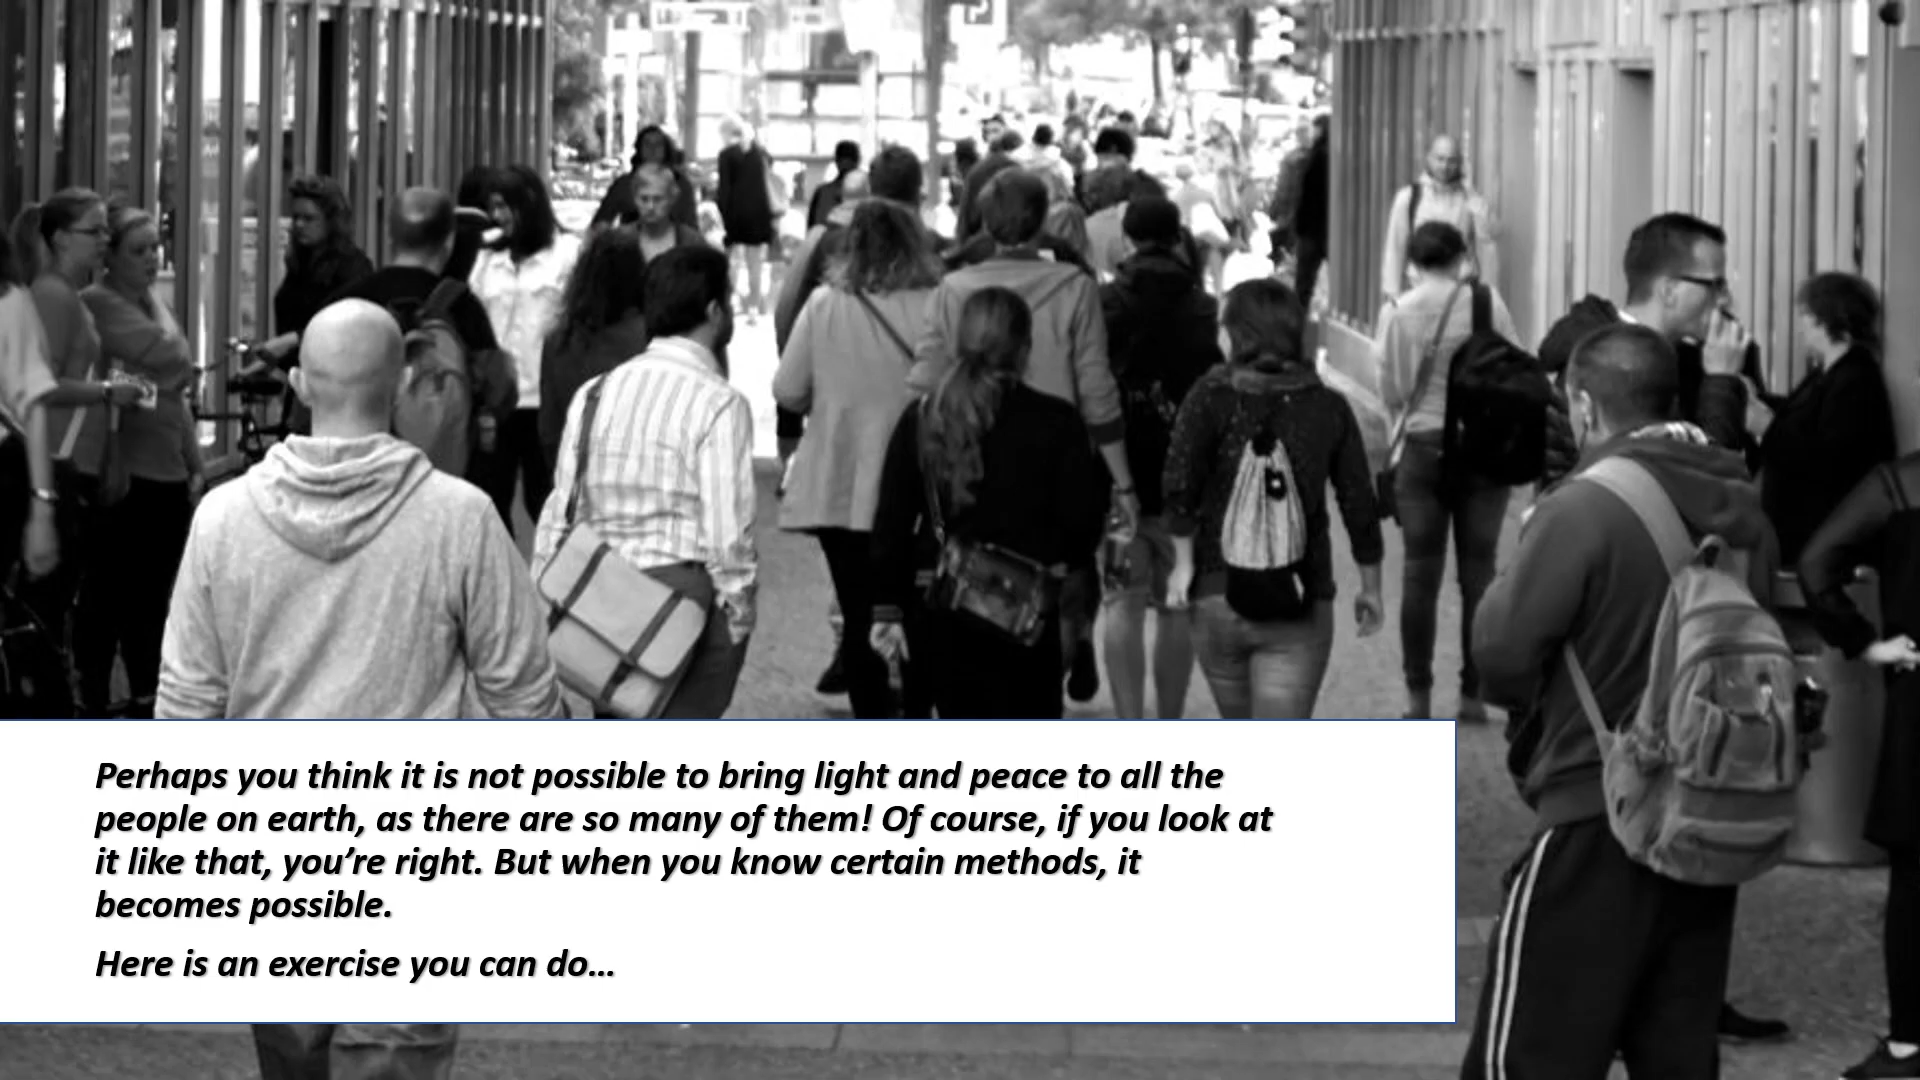 Perhaps you think it is not possible to bring light and peace to all the
people on earth, as there are so many of them! Of course, if you look at
it like that, you’re right. But when you know certain methods, it
becomes possible.
Here is an exercise you can do…